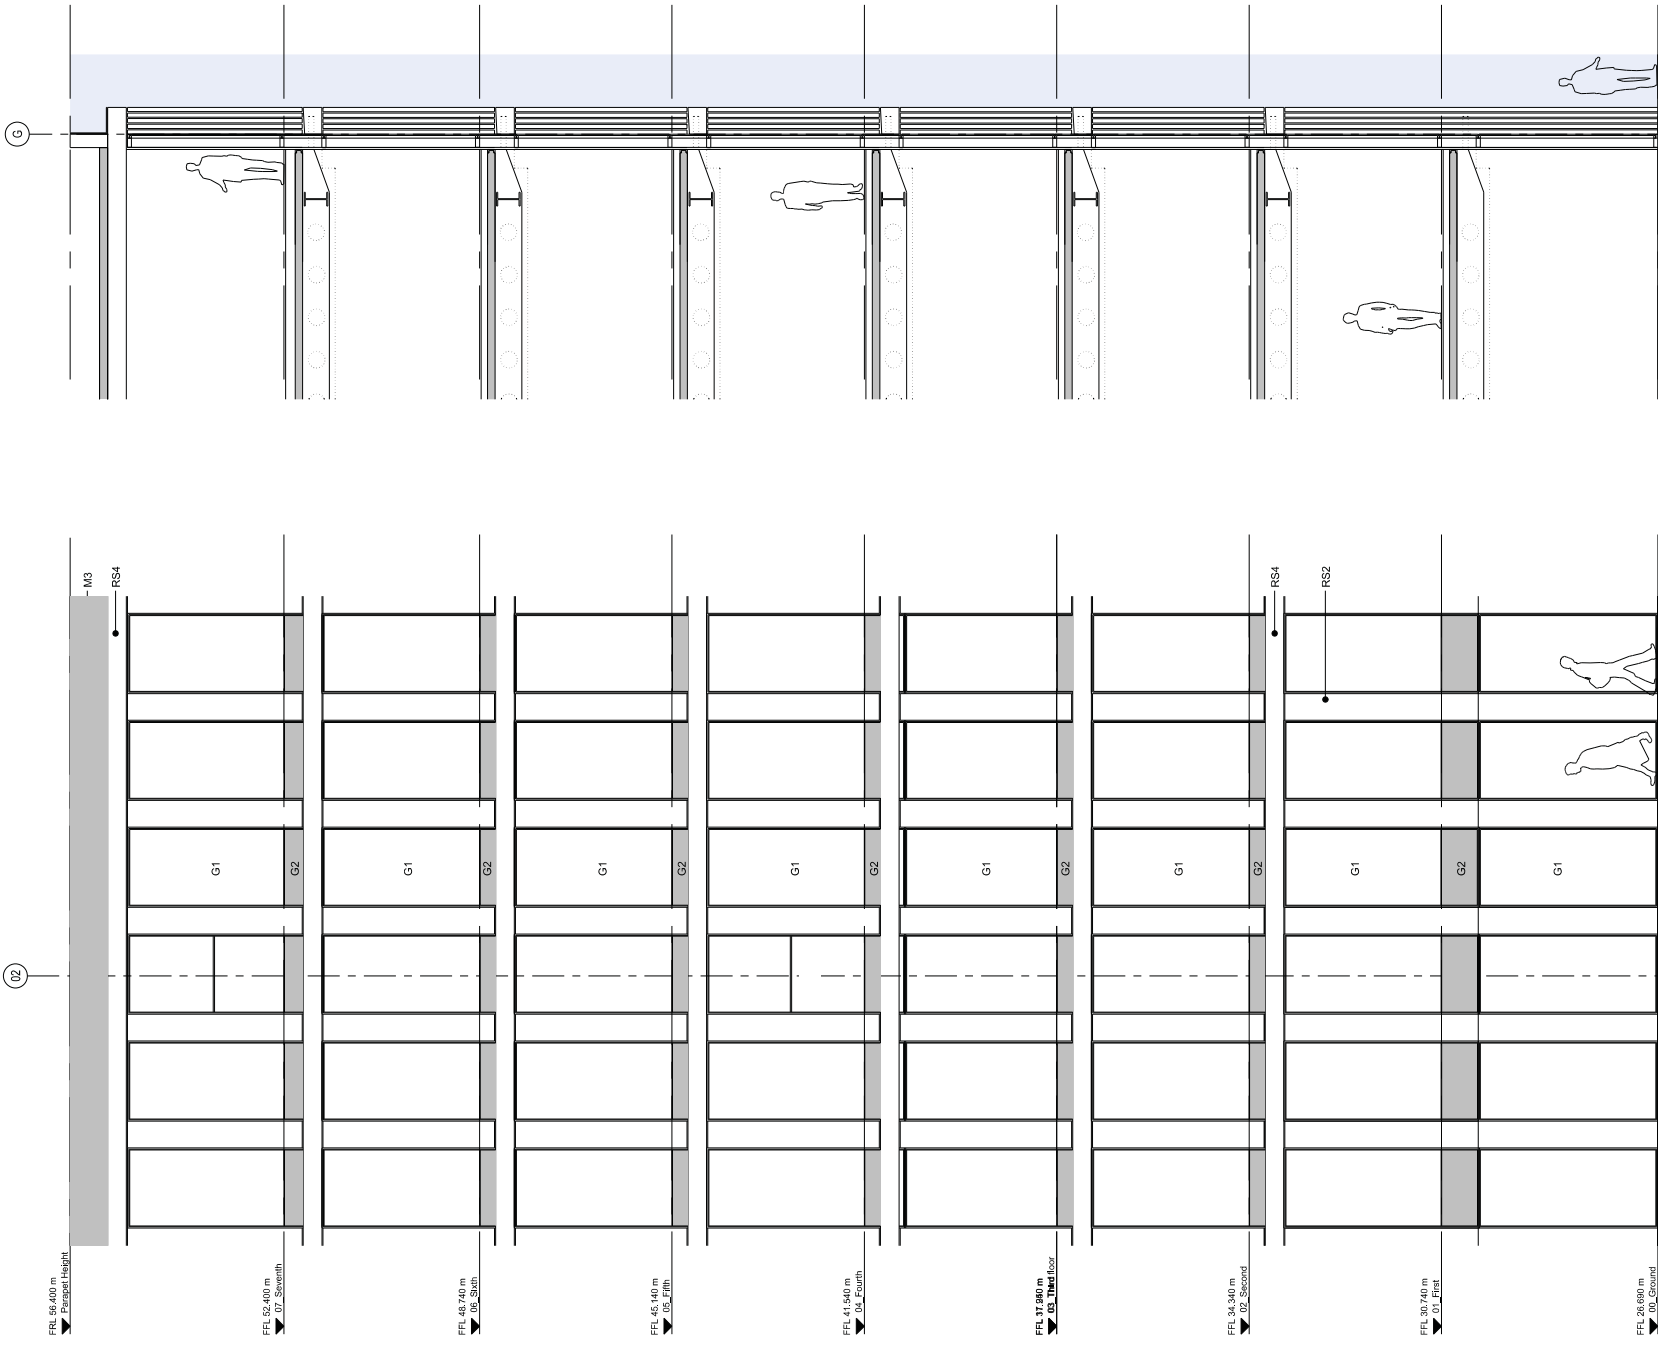 02
G
FRL 56.400 m
Parapet Height
M3
RS4
G1
FFL 52.400 m
07_Seventh
G2
G1
FFL 48.740 m
06_Sixth
G2
G1
FFL 45.140 m
05_Fifth
G2
G1
FFL 41.540 m
04_Fourth
G2
G1
FFL m
03_Third floor
G2
G1
FFL 34.340 m
02_Second
G2
RS4
RS2
G1
FFL 30.740 m
01_First
G2
G1
FFL 26.690 m
00_Ground